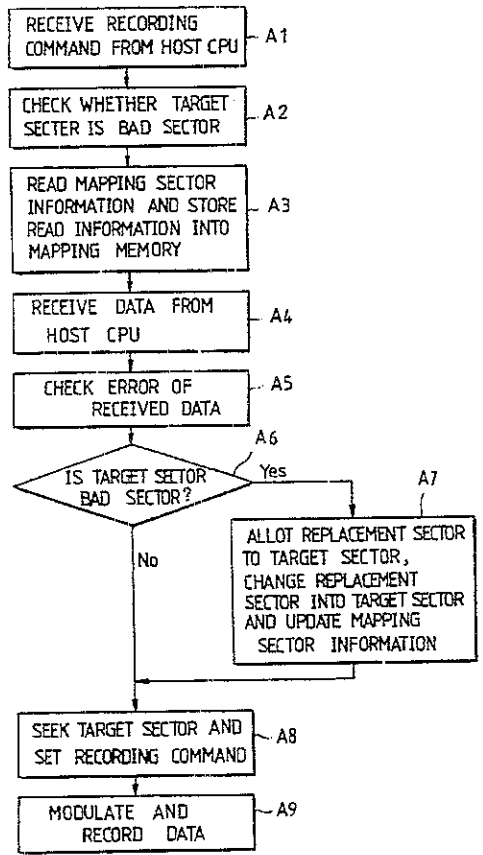 RECEIVE RECORDING
COMMAND FROM HOST CPU
A1
CHECK WHETHER TARGET
SECTER IS BAD SECTOR
A2
READ MAPPING SECTOR
INFORMATION AND STORE
READ INFORMATION INTO
MAPPING MEMORY
A3
RECEIVE DATA FROM
HOST CPU
A4
CHECK ERROR OF
RECEIVED DATA
A5
IS TARGET SECTOR
BAD SECTOR?
A6
Yes
No
A7
ALLOT REPLACEMENT SECTOR
TO TARGET SECTOR,
CHANGE REPLACEMENT
SECTOR INTO TARGET SECTOR
AND UPDATE MAPPING
SECTOR INFORMATION
SEEK TARGET SECTOR AND
SET RECORDING COMMAND
A8
MODULATE AND
RECORD DATA
A9